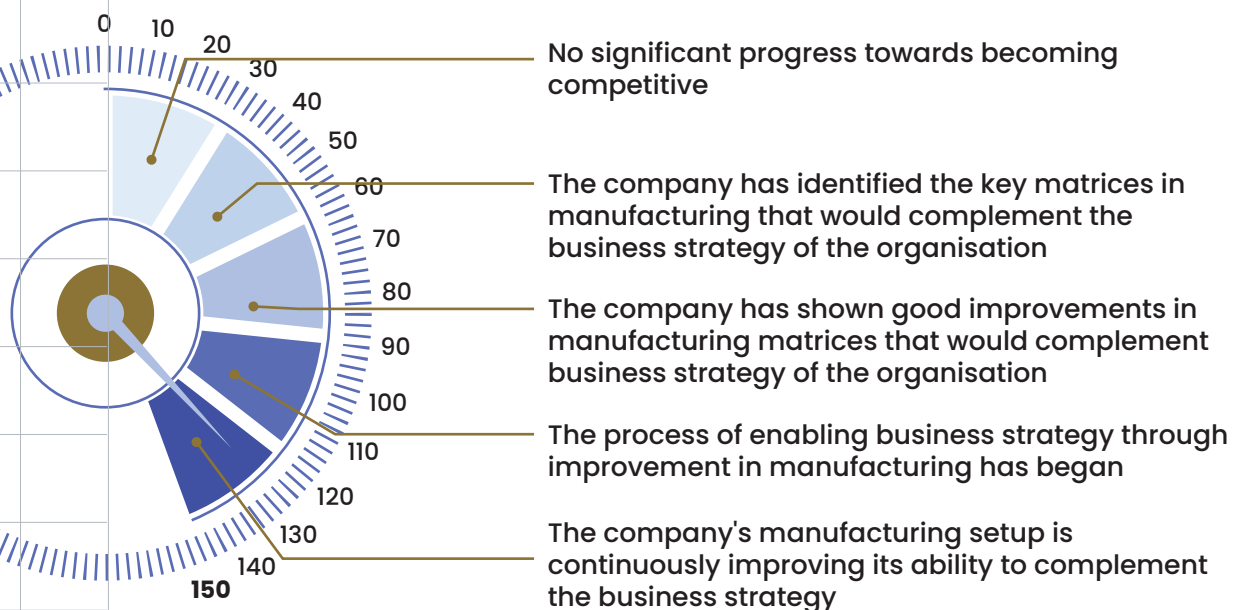 0
10
20
30
40
50
60
70
80
90
100
110
120
130
140
150
No significant progress towards becoming
competitive
The company has identified the key matrices in
manufacturing that would complement the
business strategy of the organisation
The company has shown good improvements in
manufacturing matrices that would complement
business strategy of the organisation
The process of enabling business strategy through
improvement in manufacturing has began
The company's manufacturing setup is
continuously improving its ability to complement
the business strategy